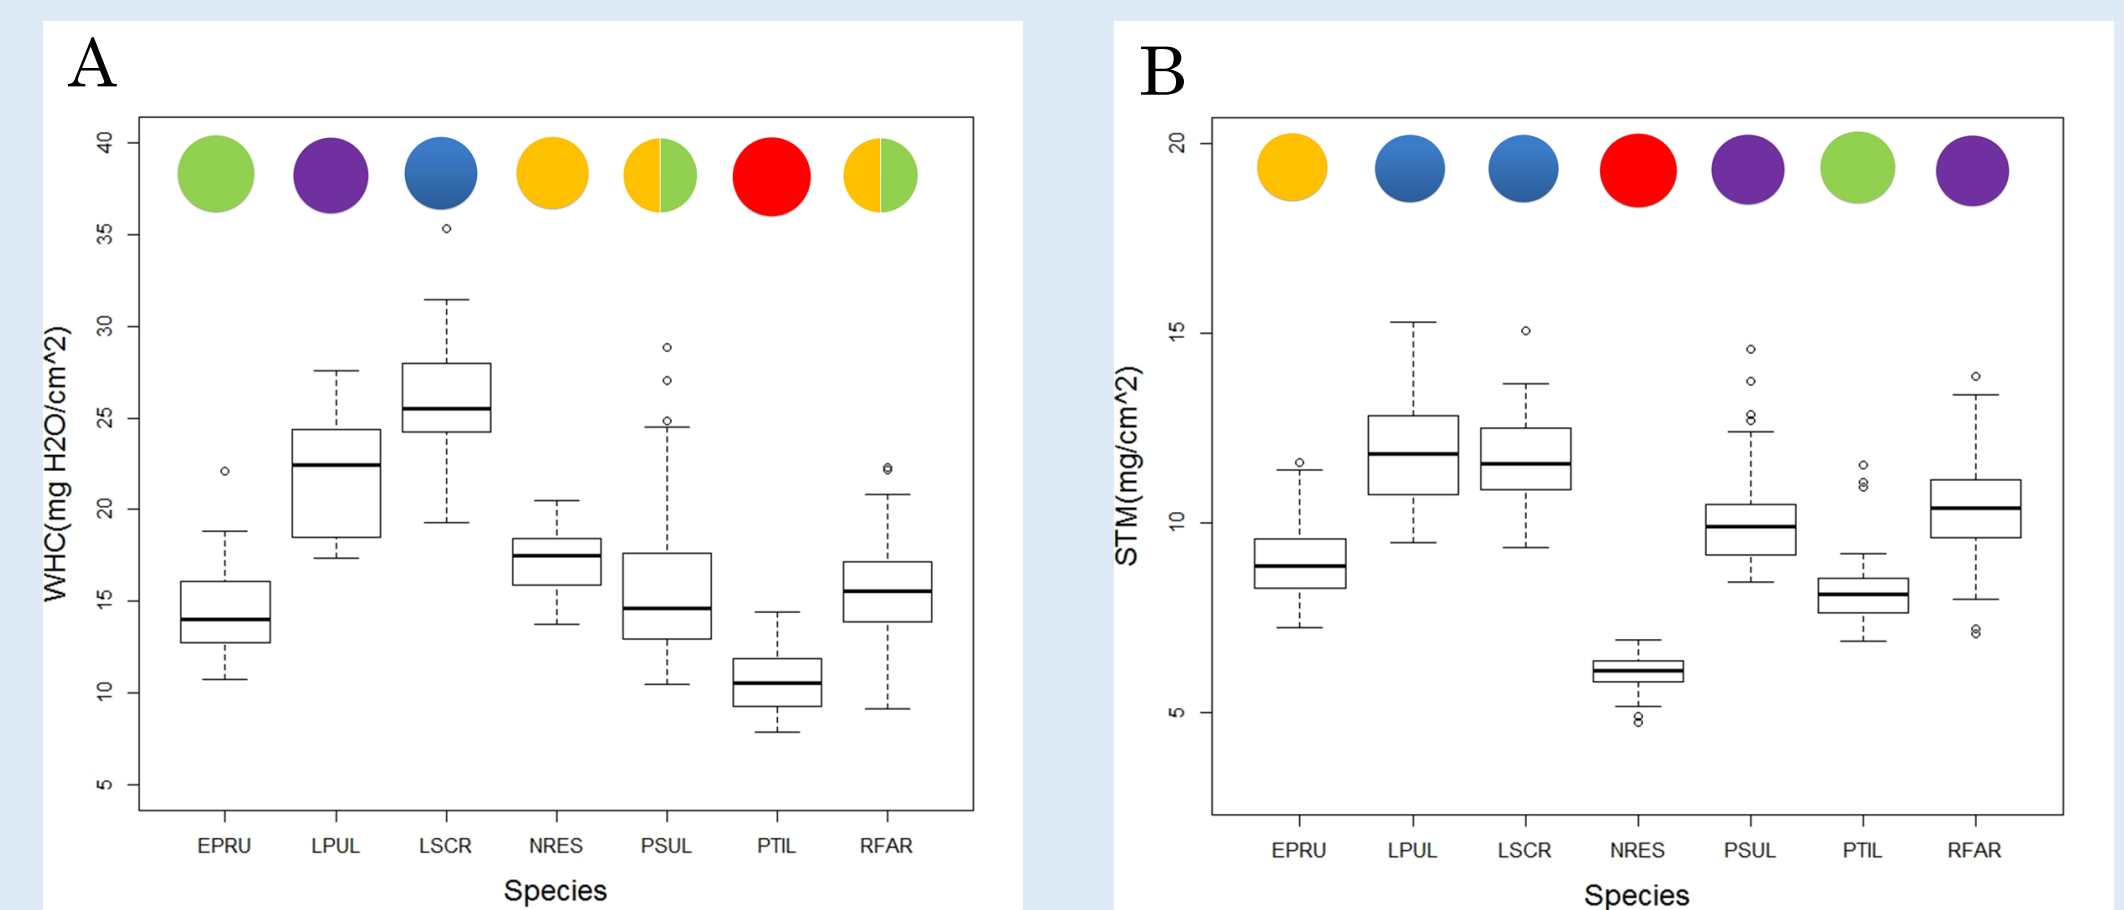 A
40
35
30
25
20
15
10
5
WHC(mg H2O/cm^2)
EPRU LPUL LSCR NRES PSUL PTIL RFAR
Species
B
20
15
10
5
STM(mg/cm^2)
EPRU LPUL LSCR NRES PSUL PTIL RFAR
Species